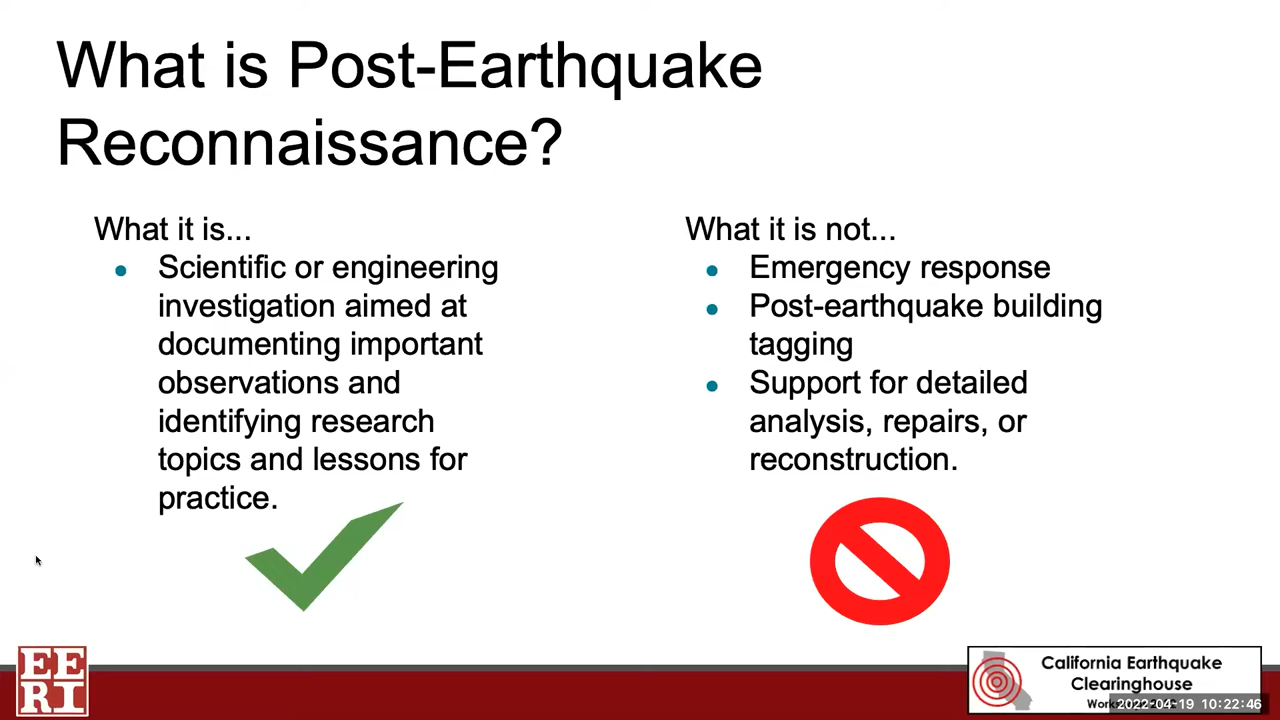 What is Post-Earthquake
Reconnaissance?
What it is...
● Scientific or engineering
investigation aimed at
documenting important
observations and
identifying research
topics and lessons for
practice.
What it is not...
● Emergency response
● Post-earthquake building
tagging
● Support for detailed
analysis, repairs, or
reconstruction.
EE
RI
California Earthquake
Clearinghouse
2022-04-19 10:22:46